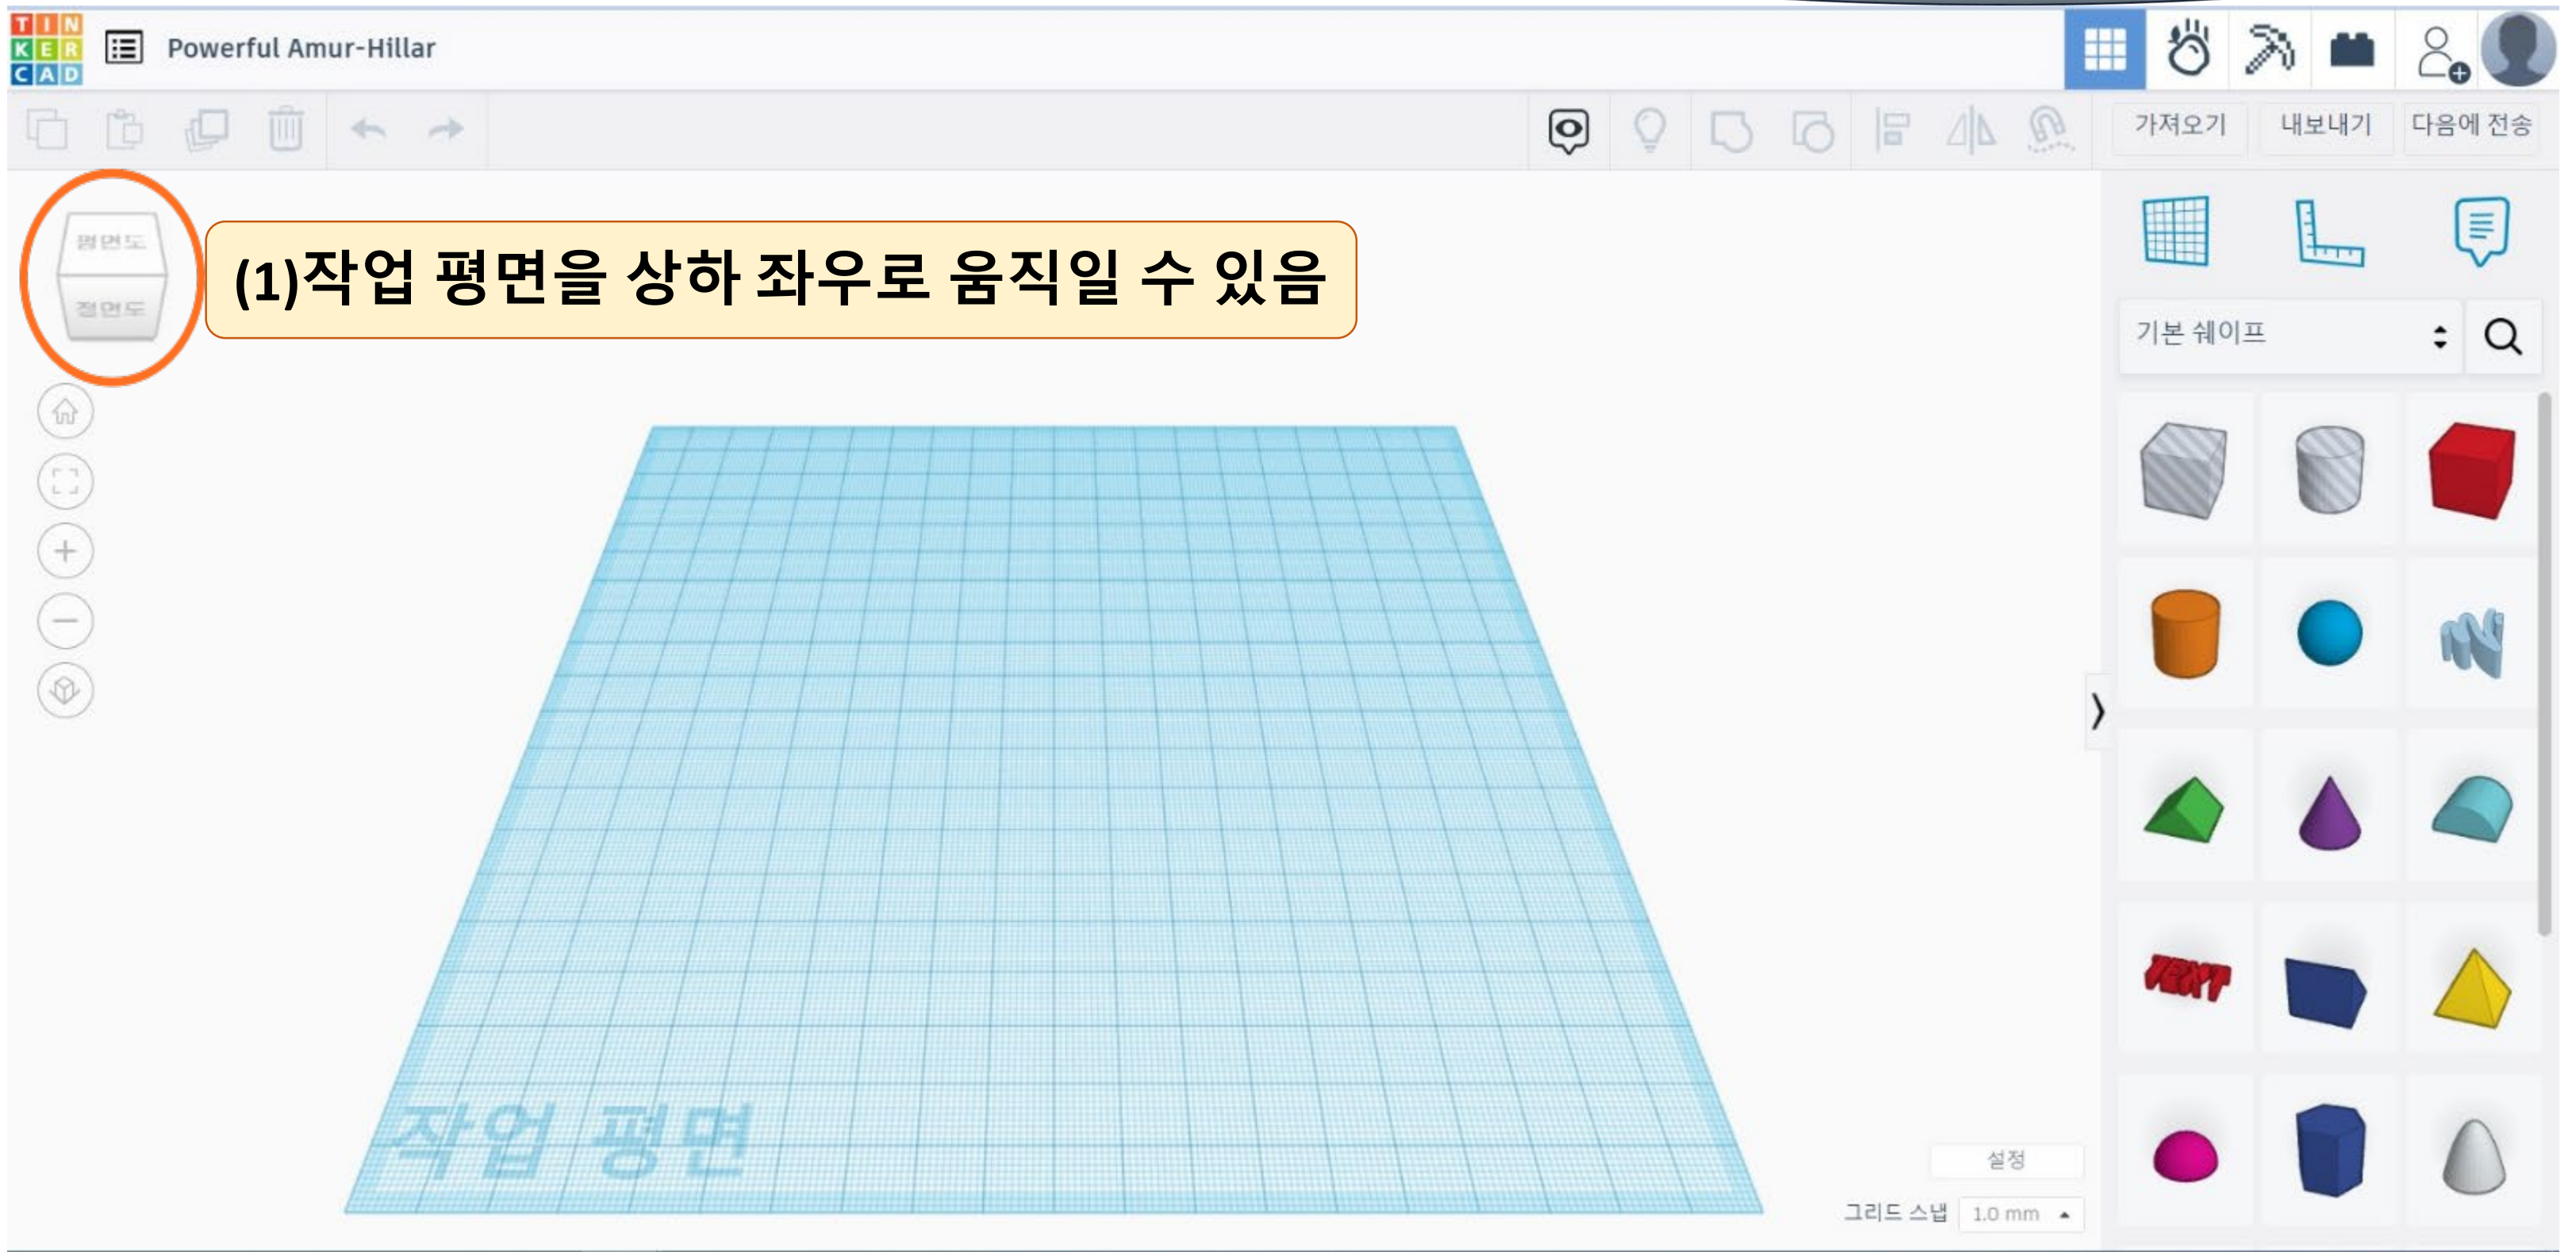 TIN
KER
CAD
Powerful Amur-Hillar
가져오기
내보내기
다음에 전송
평면도
정면도
(1)작업 평면을 상하 좌우로 움직일 수 있음
기본 쉐이프
TEXT
작업 평면
설정
그리드 스냅 1.0 mm